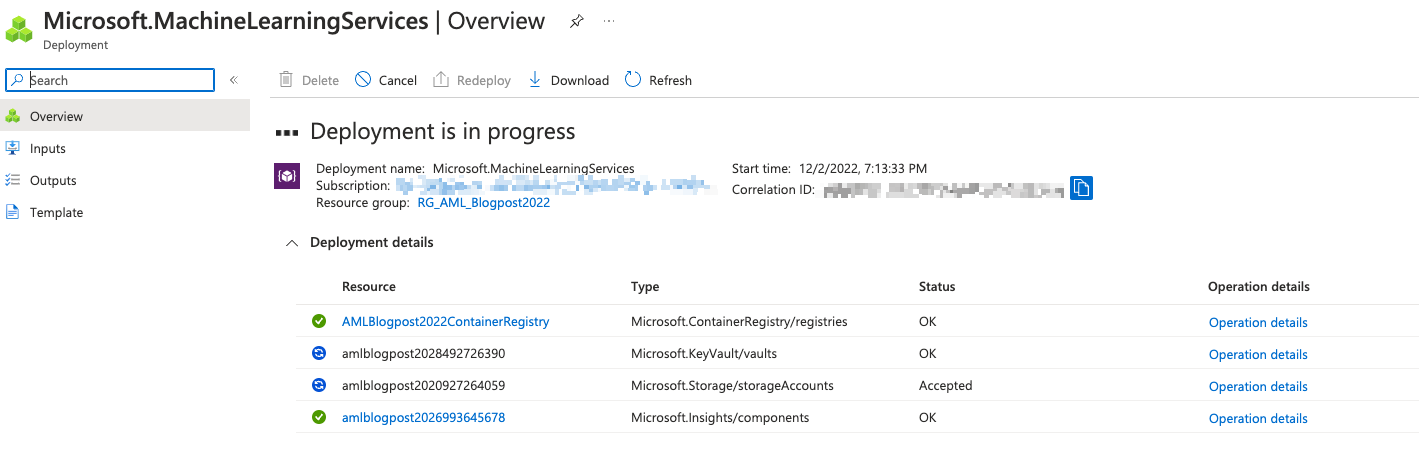 Microsoft.MachineLearningServices | Overview
Deployment
Search
Delete Cancel Redeploy Download Refresh
Overview
Inputs
Outputs
Template
Deployment is in progress
Deployment name: Microsoft.MachineLearningServices
Subscription:
Resource group: RG_AML_Blogpost2022
Start time: 12/2/2022, 7:13:33 PM
Correlation ID:
Deployment details
Resource Type Status Operation details
AMLBlogpost2022ContainerRegistry Microsoft.ContainerRegistry/registries OK Operation details
amlblogpost2028492726390 Microsoft.KeyVault/vaults OK Operation details
amlblogpost2020927264059 Microsoft.Storage/storageAccounts Accepted Operation details
amlblogpost2026993645678 Microsoft.Insights/components OK Operation details